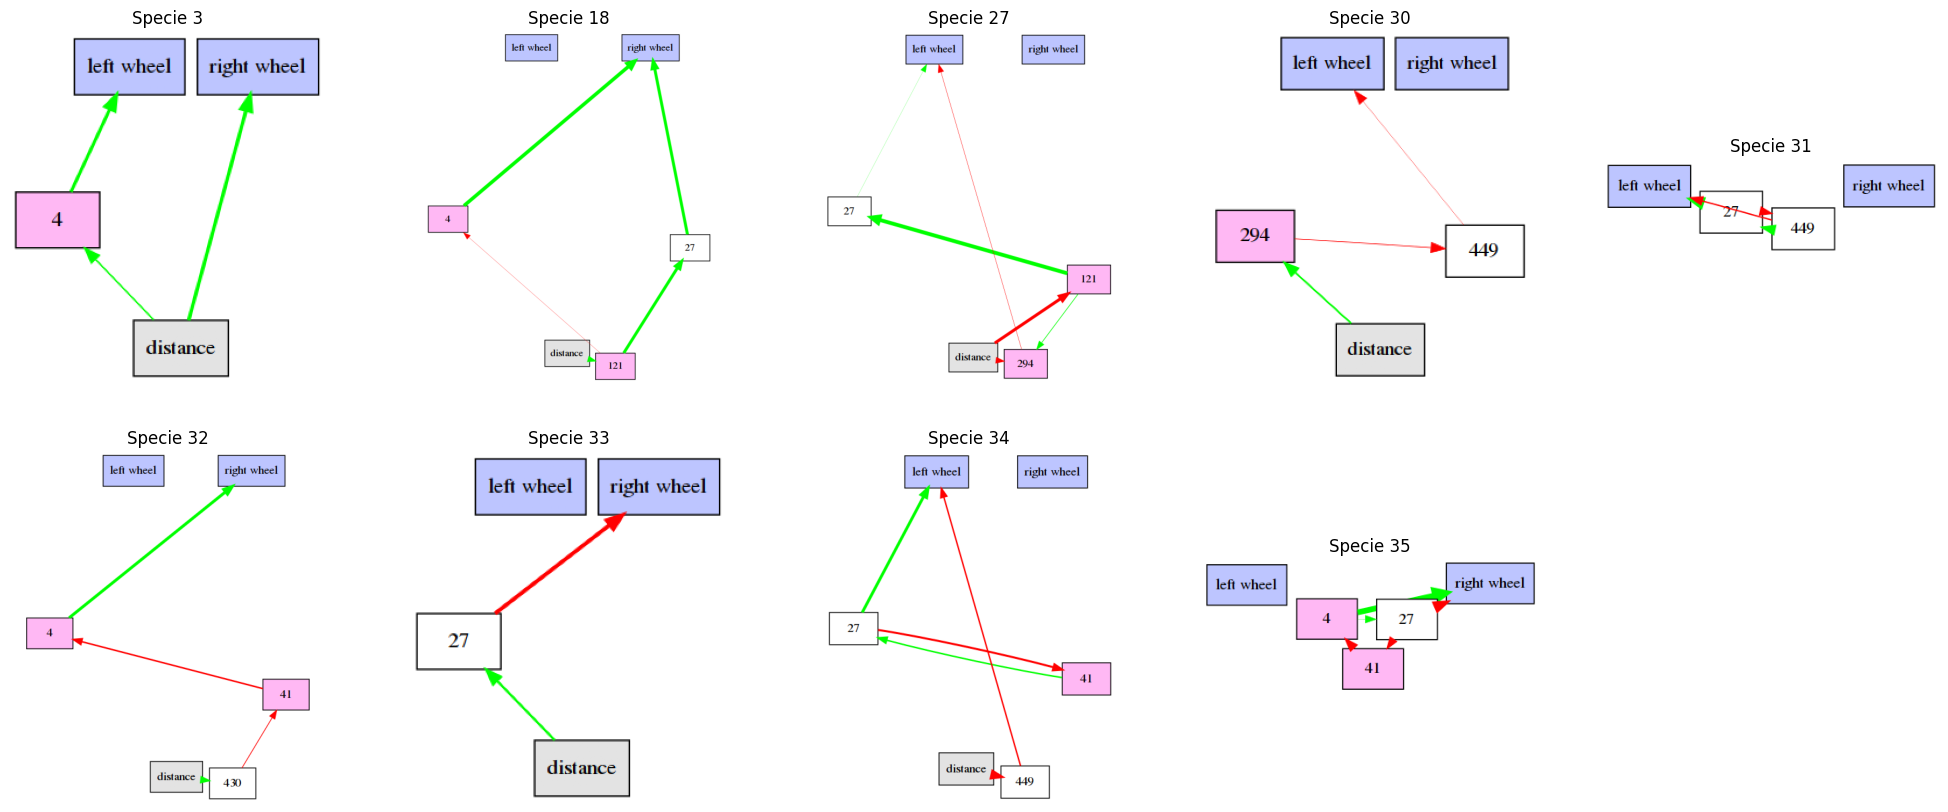 Specie 3
left wheel
right wheel
4
distance
Specie 18
left wheel
right wheel
4
27
distance
121
Specie 27
left wheel
right wheel
27
121
distance
294
Specie 30
left wheel
right wheel
294
449
distance
Specie 31
left wheel
right wheel
27
449
Specie 32
left wheel
right wheel
4
41
distance
430
Specie 33
left wheel
right wheel
27
distance
Specie 34
left wheel
right wheel
27
41
distance
449
Specie 35
left wheel
right wheel
4
27
41